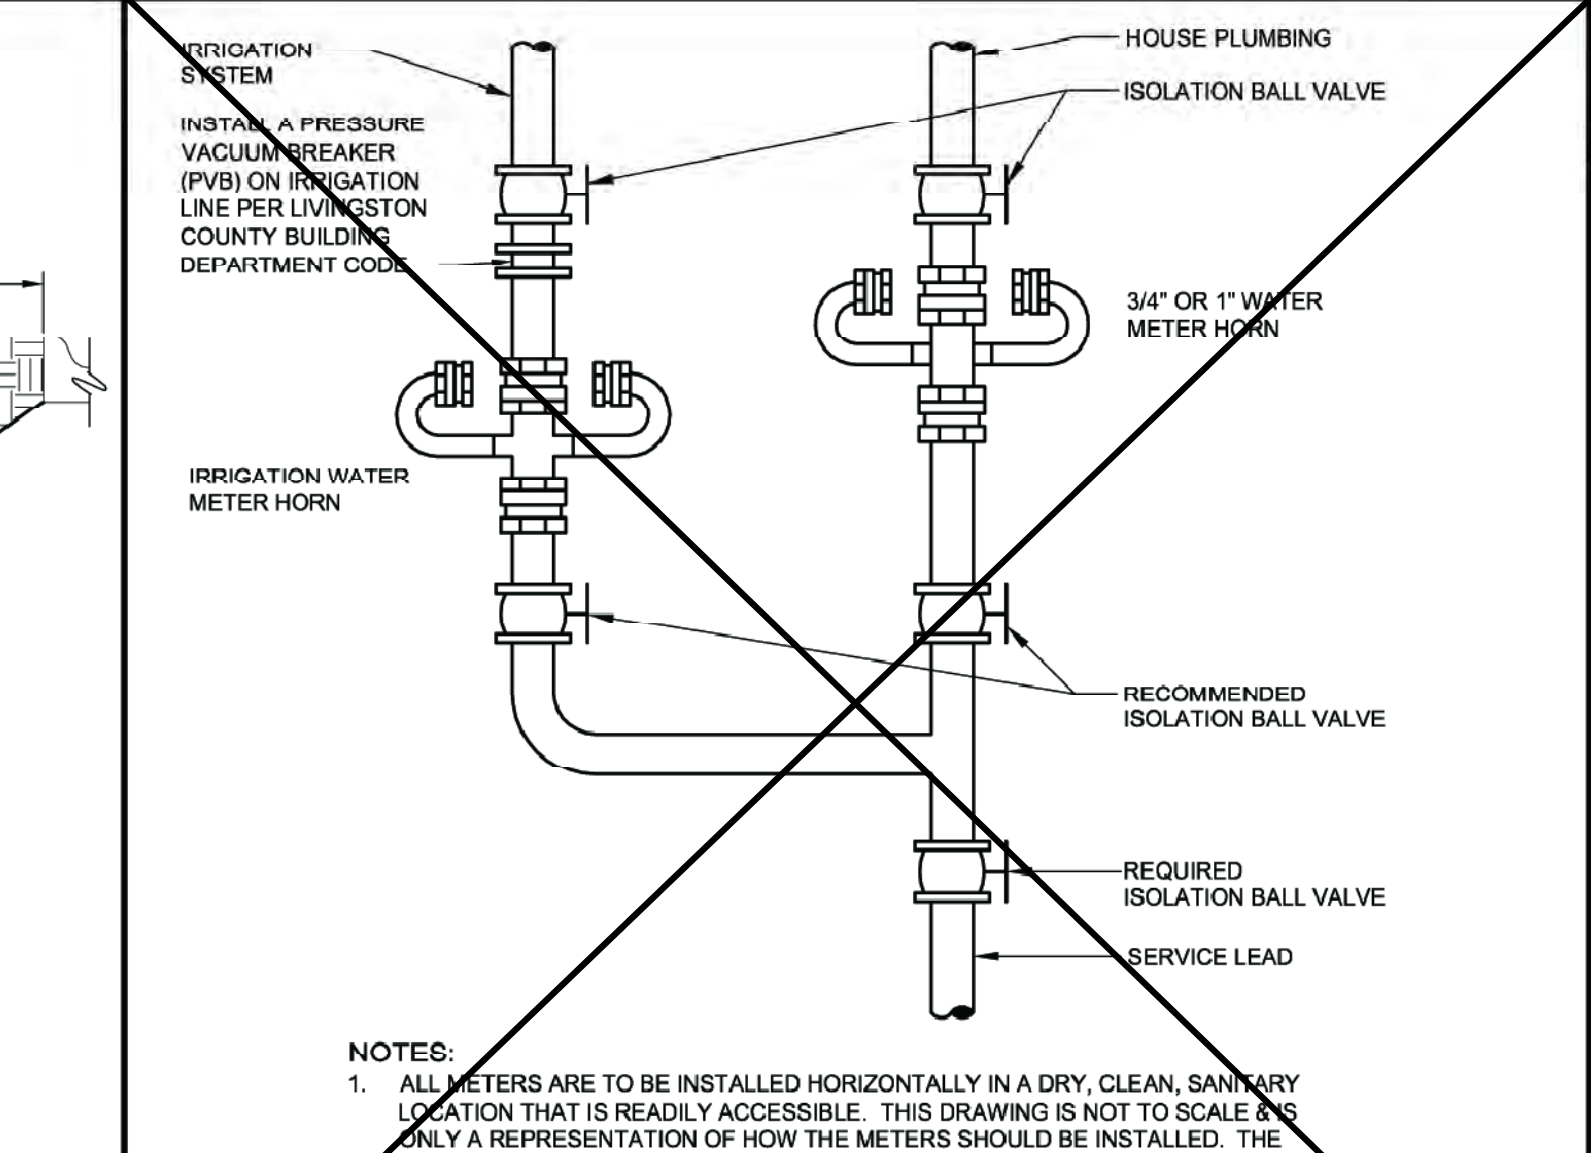 IRRIGATION
SYSTEM
INSTALL A PRESSURE
VACUUM BREAKER
(PVB) ON IRRIGATION
LINE PER LIVINGSTON
COUNTY BUILDING
DEPARTMENT CODE
IRRIGATION WATER
METER HORN
HOUSE PLUMBING
ISOLATION BALL VALVE
3/4" OR 1" WATER
METER HORN
RECOMMENDED
ISOLATION BALL VALVE
REQUIRED
ISOLATION BALL VALVE
SERVICE LEAD
NOTES:
1. ALL METERS ARE TO BE INSTALLED HORIZONTALLY IN A DRY, CLEAN, SANITARY
LOCATION THAT IS READILY ACCESSIBLE. THIS DRAWING IS NOT TO SCALE & IS
ONLY A REPRESENTATION OF HOW THE METERS SHOULD BE INSTALLED. THE